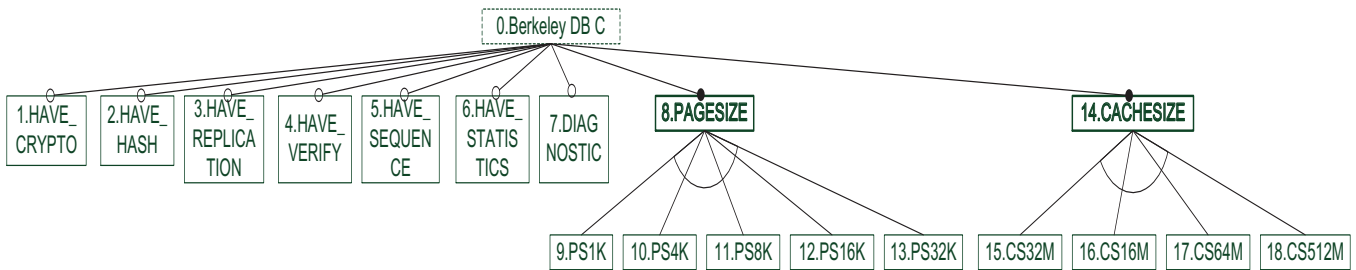 0.Berkeley DB C
1.HAVE_
CRYPTO
2.HAVE_
HASH
3.HAVE_
REPLICA
TION
4.HAVE_
VERIFY
5.HAVE_
SEQUEN
CE
6.HAVE_
STATIS
TICS
7.DIAG
NOSTIC
8.PAGESIZE
14.CACHESIZE
9.PS1K
10.PS4K
11.PS8K
12.PS16K
13.PS32K
15.CS32M
16.CS16M
17.CS64M
18.CS512M